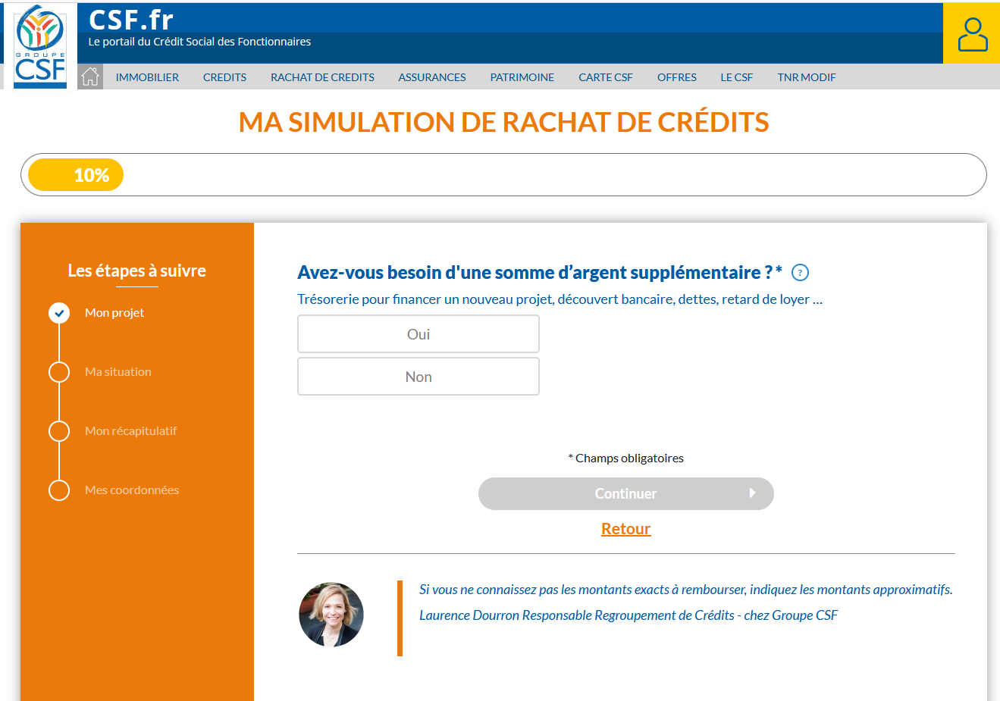 CSF.fr
Le portail du Crédit Social des Fonctionnaires
GROUPE
CSF
IMMOBILIER CREDITS RACHAT DE CREDITS ASSURANCES PATRIMOINE CARTE CSF OFFRES LE CSF TNR MODIF
MA SIMULATION DE RACHAT DE CRÉDITS
10%
Les étapes à suivre
Mon projet
Ma situation
Mon récapitulatif
Mes coordonnées
Avez-vous besoin d'une somme d’argent supplémentaire ? * ?
Trésorerie pour financer un nouveau projet, découvert bancaire, dettes, retard de loyer ...
Oui
Non
* Champs obligatoires
Continuer
Retour
Si vous ne connaissez pas les montants exacts à rembourser, indiquez les montants approximatifs.
Laurence Dourron Responsable Regroupement de Crédits - chez Groupe CSF